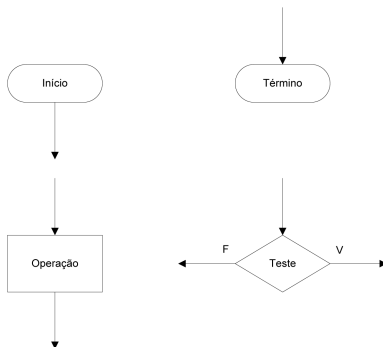 Início
Término
Operação
F
Teste
V